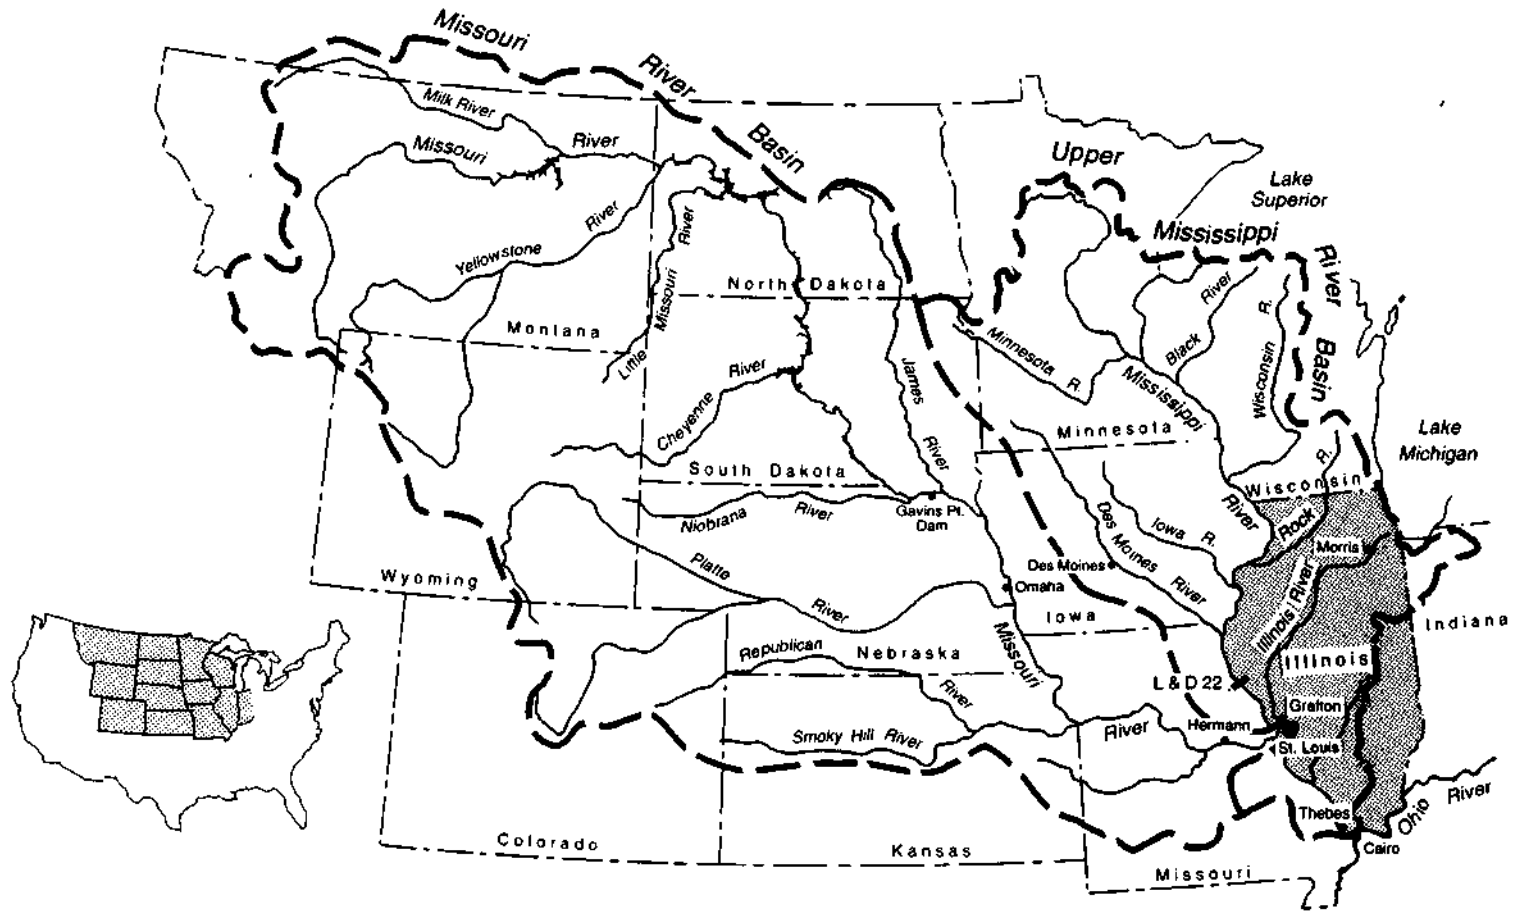 Missouri
River
Basin
Upper
Mississippi
River
Basin
Lake
Superior
Lake
Michigan
Milk River
Missouri
River
Yellowstone
River
Little
Missouri
River
Montana
North Dakota
Cheyenne
River
James
River
South Dakota
Minnesota
R.
Mississippi
River
Black
River
Wisconsin
R.
Minnesota
Wisconsin
Rock
R.
Niobrana
River
Gavins Pt.
Dam
Platte
River
Wyoming
Des Moines
River
Iowa
R.
Des Moines
Omaha
Iowa
Morris
Illinois River
Illinois
Indiana
Republican
River
Nebraska
Missouri
River
L & D 22
Grafton
Hermann
St. Louis
Smoky Hill River
Colorado
Kansas
Missouri
Thebes
Cairo
Ohio
River